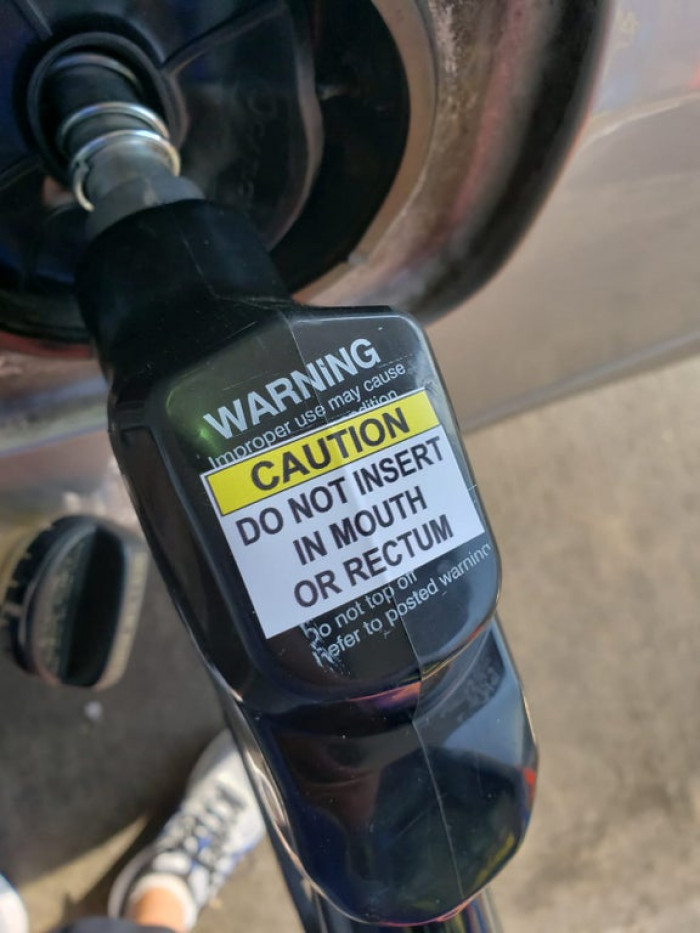 WARNING
Improper use may cause
dition
CAUTION
DO NOT INSERT
IN MOUTH
OR RECTUM
Do not top off
Refer to posted warning